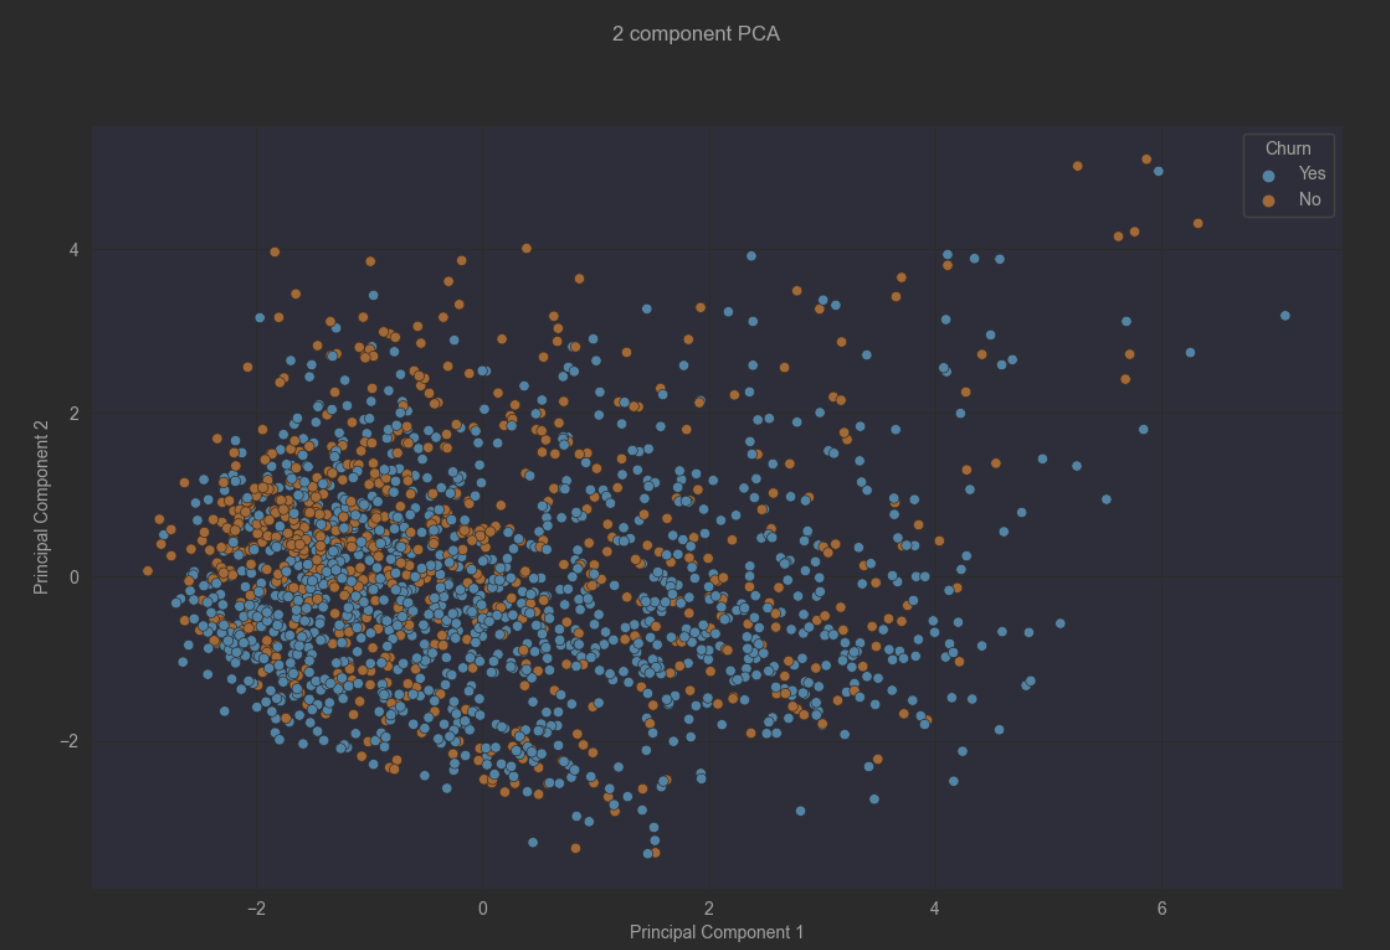 2 component PCA
Churn
Yes
No
4
2
0
−2
Principal Component 2
−2 0 2 4 6
Principal Component 1